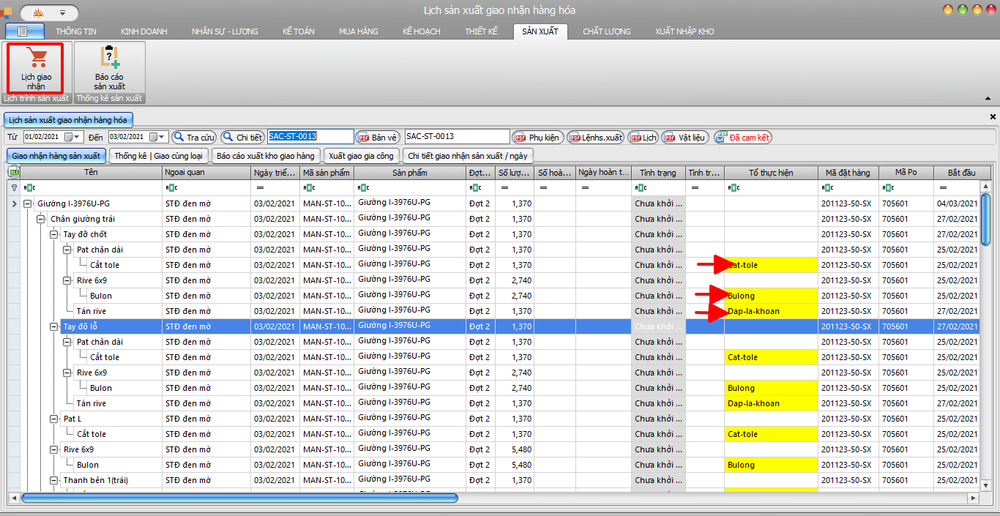 Lịch sản xuất giao nhận hàng hóa
THÔNG TIN KINH DOANH NHÂN SỰ - LƯƠNG KẾ TOÁN MUA HÀNG KẾ HOẠCH THIẾT KẾ SẢN XUẤT CHẤT LƯỢNG XUẤT NHẬP KHO
Lịch giao nhận
Báo cáo sản xuất
Lịch trình sản xuất Thống kê sản xuất
Lịch sản xuất giao nhận hàng hóa
Từ 01/02/2021 Đến 03/02/2021 Tra cứu Chi tiết SAC-ST-0013 PDF Bản vẽ SAC-ST-0013 PDF Phụ kiện PDF Lệnhs.xuất PDF Lịch PDF Vật liệu PDF Đã cam kết
Giao nhận hàng sản xuất Thống kê | Giao cùng loại Báo cáo xuất kho giao hàng Xuất giao gia công Chi tiết giao nhận sản xuất / ngày
XLS Tên Ngoai quan Ngày triể... Mã sản phẩm Sản phẩm Đợt... Số lượ... Số hoà... Ngày hoàn t... Tình trạng Tình tr... Tổ thực hiện Mã đặt hàng Mã Po Bắt đầu
Giường I-3976U-PG STĐ đen mờ 03/02/2021 MAN-ST-10... Giường I-3976U-PG Đợt 2 1,370 Chưa khởi ... 201123-50-SX 705601 04/03/2021
Chân giường trái STĐ đen mờ 03/02/2021 MAN-ST-10... Giường I-3976U-PG Đợt 2 1,370 Chưa khởi ... 201123-50-SX 705601 27/02/2021
Tay đỡ chốt STĐ đen mờ 03/02/2021 MAN-ST-10... Giường I-3976U-PG Đợt 2 1,370 Chưa khởi ... 201123-50-SX 705601 27/02/2021
Pat chân dài STĐ đen mờ 03/02/2021 MAN-ST-10... Giường I-3976U-PG Đợt 2 1,370 Chưa khởi ... 201123-50-SX 705601 25/02/2021
Cắt tole STĐ đen mờ 03/02/2021 MAN-ST-10... Giường I-3976U-PG Đợt 2 1,370 Chưa khởi ... Cat-tole 201123-50-SX 705601 25/02/2021
Rive 6x9 STĐ đen mờ 03/02/2021 MAN-ST-10... Giường I-3976U-PG Đợt 2 2,740 Chưa khởi ... 201123-50-SX 705601 25/02/2021
Bulon STĐ đen mờ 03/02/2021 MAN-ST-10... Giường I-3976U-PG Đợt 2 2,740 Chưa khởi ... Bulong 201123-50-SX 705601 25/02/2021
Tán rive STĐ đen mờ 03/02/2021 MAN-ST-10... Giường I-3976U-PG Đợt 2 1,370 Chưa khởi ... Dap-la-khoan 201123-50-SX 705601 27/02/2021
Tay đõ lỗ STĐ đen mờ 03/02/2021 MAN-ST-10... Giường I-3976U-PG Đợt 2 1,370 Chưa khởi ... 201123-50-SX 705601 27/02/2021
Pat chân dài STĐ đen mờ 03/02/2021 MAN-ST-10... Giường I-3976U-PG Đợt 2 1,370 Chưa khởi ... 201123-50-SX 705601 25/02/2021
Cắt tole STĐ đen mờ 03/02/2021 MAN-ST-10... Giường I-3976U-PG Đợt 2 1,370 Chưa khởi ... Cat-tole 201123-50-SX 705601 25/02/2021
Rive 6x9 STĐ đen mờ 03/02/2021 MAN-ST-10... Giường I-3976U-PG Đợt 2 2,740 Chưa khởi ... 201123-50-SX 705601 25/02/2021
Bulon STĐ đen mờ 03/02/2021 MAN-ST-10... Giường I-3976U-PG Đợt 2 2,740 Chưa khởi ... Bulong 201123-50-SX 705601 25/02/2021
Tán rive STĐ đen mờ 03/02/2021 MAN-ST-10... Giường I-3976U-PG Đợt 2 1,370 Chưa khởi ... Dap-la-khoan 201123-50-SX 705601 27/02/2021
Pat L STĐ đen mờ 03/02/2021 MAN-ST-10... Giường I-3976U-PG Đợt 2 1,370 Chưa khởi ... 201123-50-SX 705601 25/02/2021
Cắt tole STĐ đen mờ 03/02/2021 MAN-ST-10... Giường I-3976U-PG Đợt 2 1,370 Chưa khởi ... Cat-tole 201123-50-SX 705601 25/02/2021
Rive 6x9 STĐ đen mờ 03/02/2021 MAN-ST-10... Giường I-3976U-PG Đợt 2 5,480 Chưa khởi ... 201123-50-SX 705601 25/02/2021
Bulon STĐ đen mờ 03/02/2021 MAN-ST-10... Giường I-3976U-PG Đợt 2 5,480 Chưa khởi ... Bulong 201123-50-SX 705601 25/02/2021
Thanh bên 1(trái) STĐ đen mờ 03/02/2021 MAN-ST-10... Giường I-3976U-PG Đợt 2 1,370 Chưa khởi ... 201123-50-SX 705601 25/02/2021